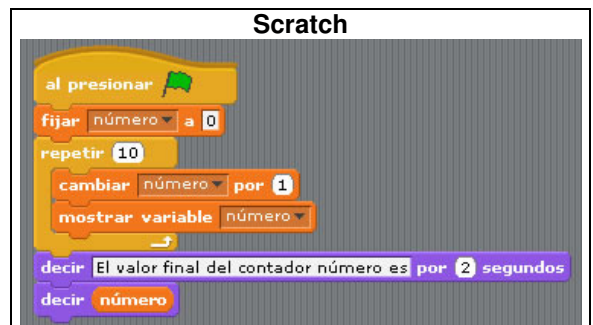 Scratch
al presionar
fijar número a 0
repetir 10
cambiar número por 1
mostrar variable número
decir El valor final del contador número es por 2 segundos
decir número